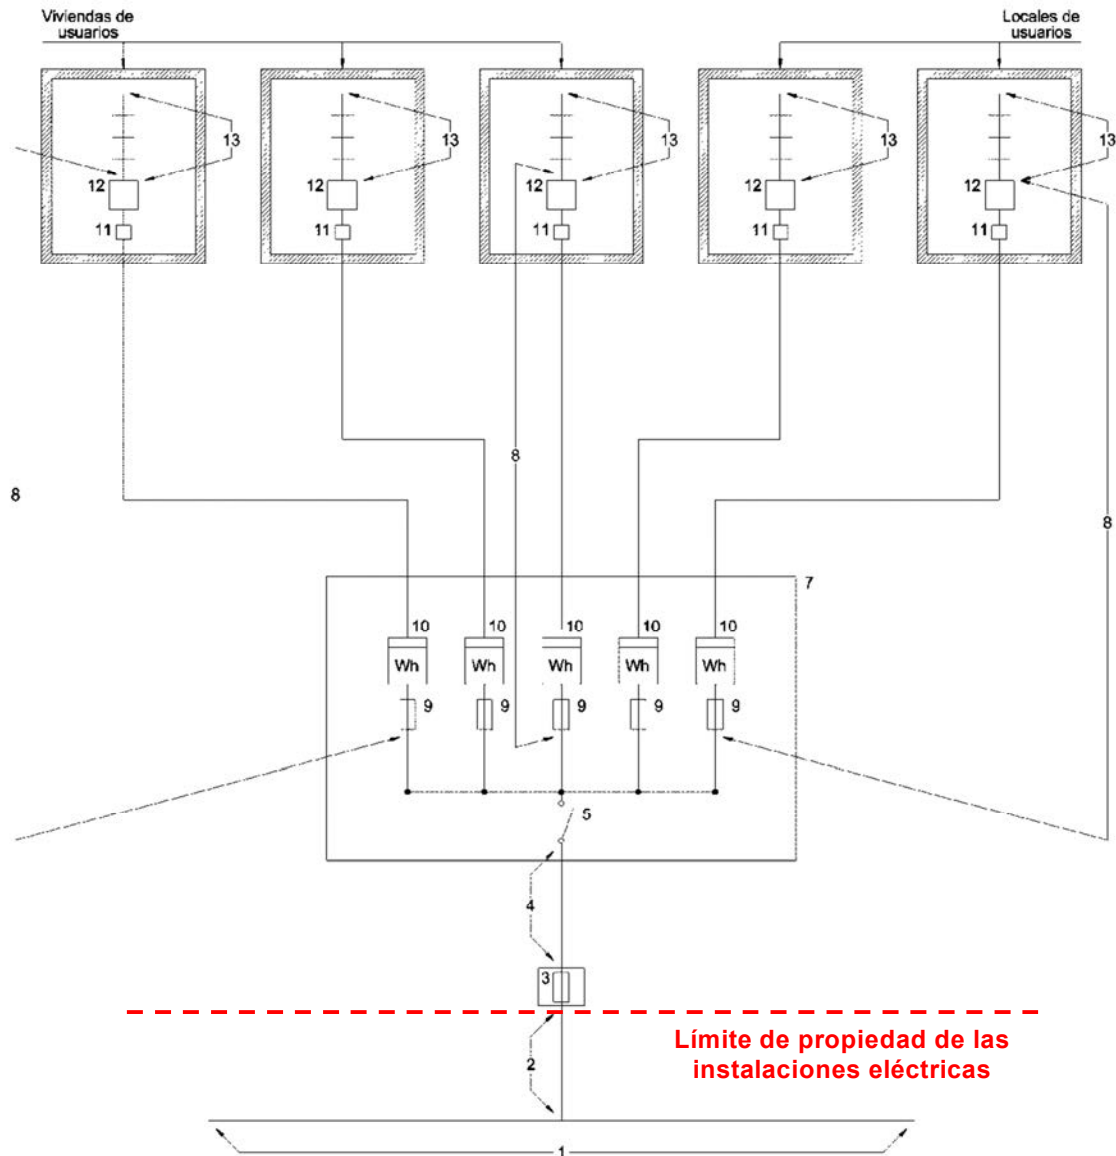 Viviendas de
usuarios
Locales de
usuarios
13 13 13 13 13
12 12 12 12 12
11 11 11 11 11
8
8
8
7
10 10 10 10 10
Wh Wh Wh Wh Wh
9 9 9 9 9
5
4
3
Límite de propiedad de las
instalaciones eléctricas
2
1